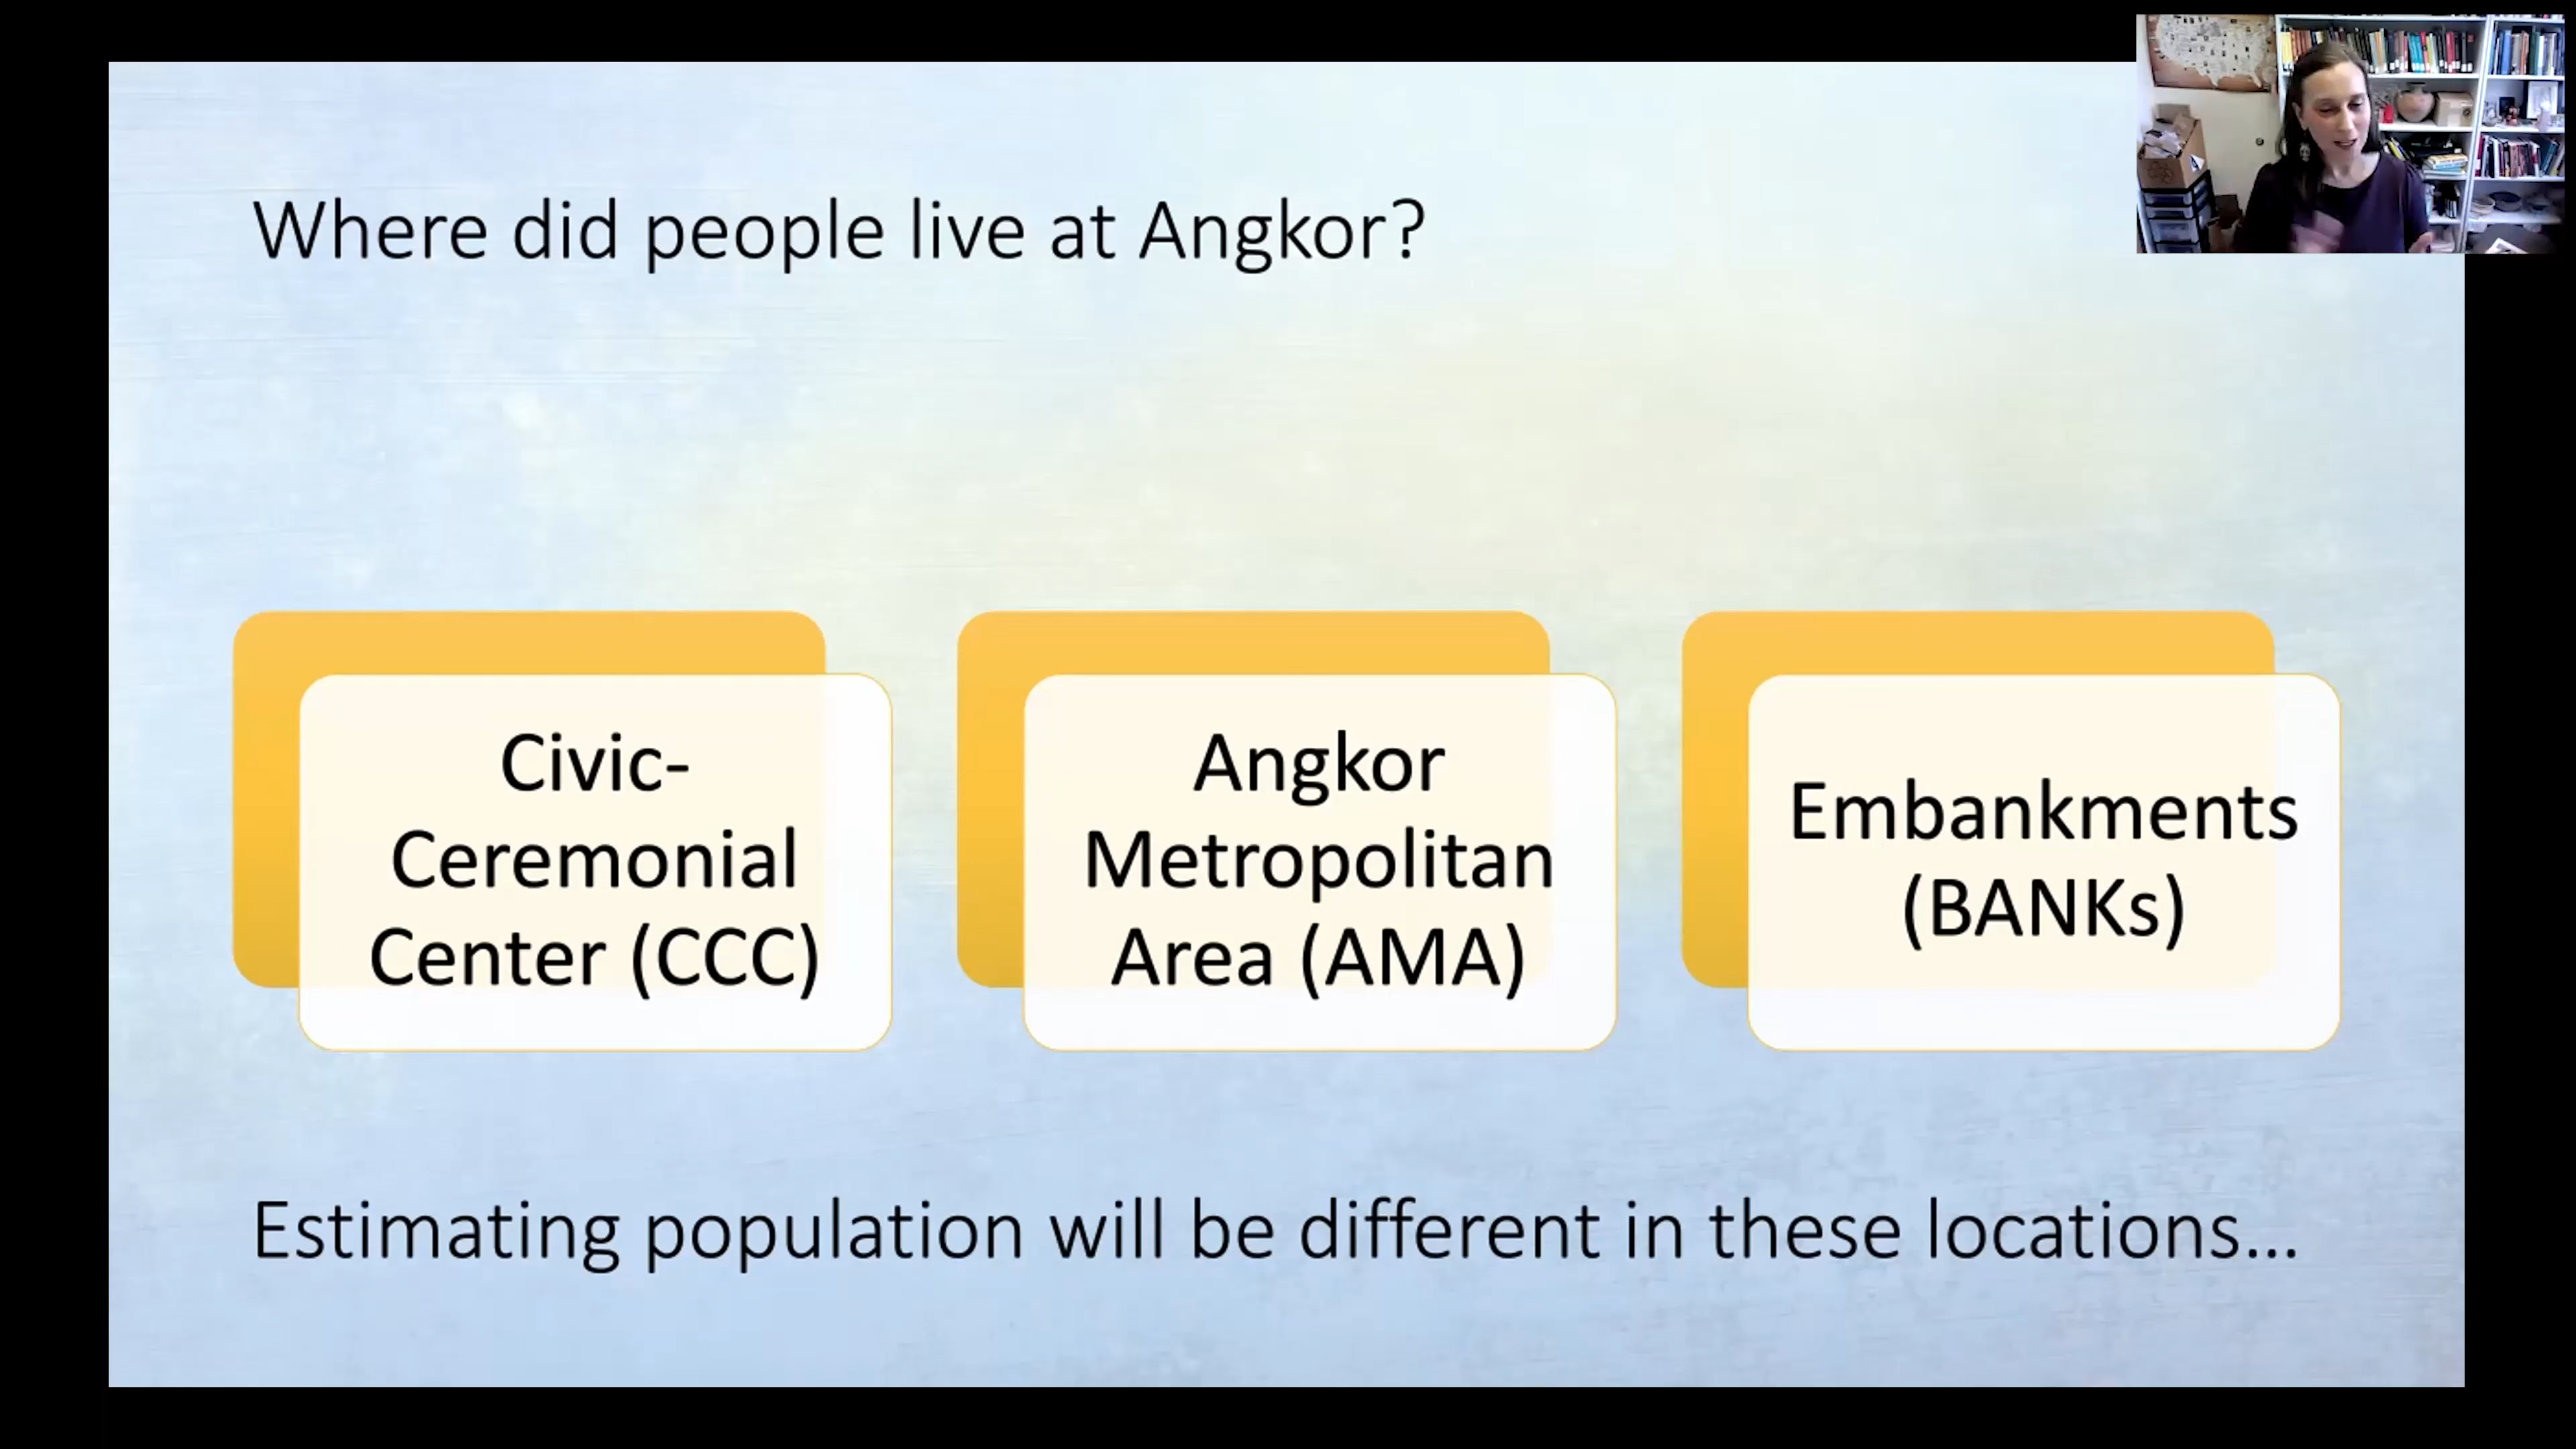 Where did people live at Angkor?
Civic-
Ceremonial
Center (CCC)
Angkor
Metropolitan
Area (AMA)
Embankments
(BANKs)
Estimating population will be different in these locations...